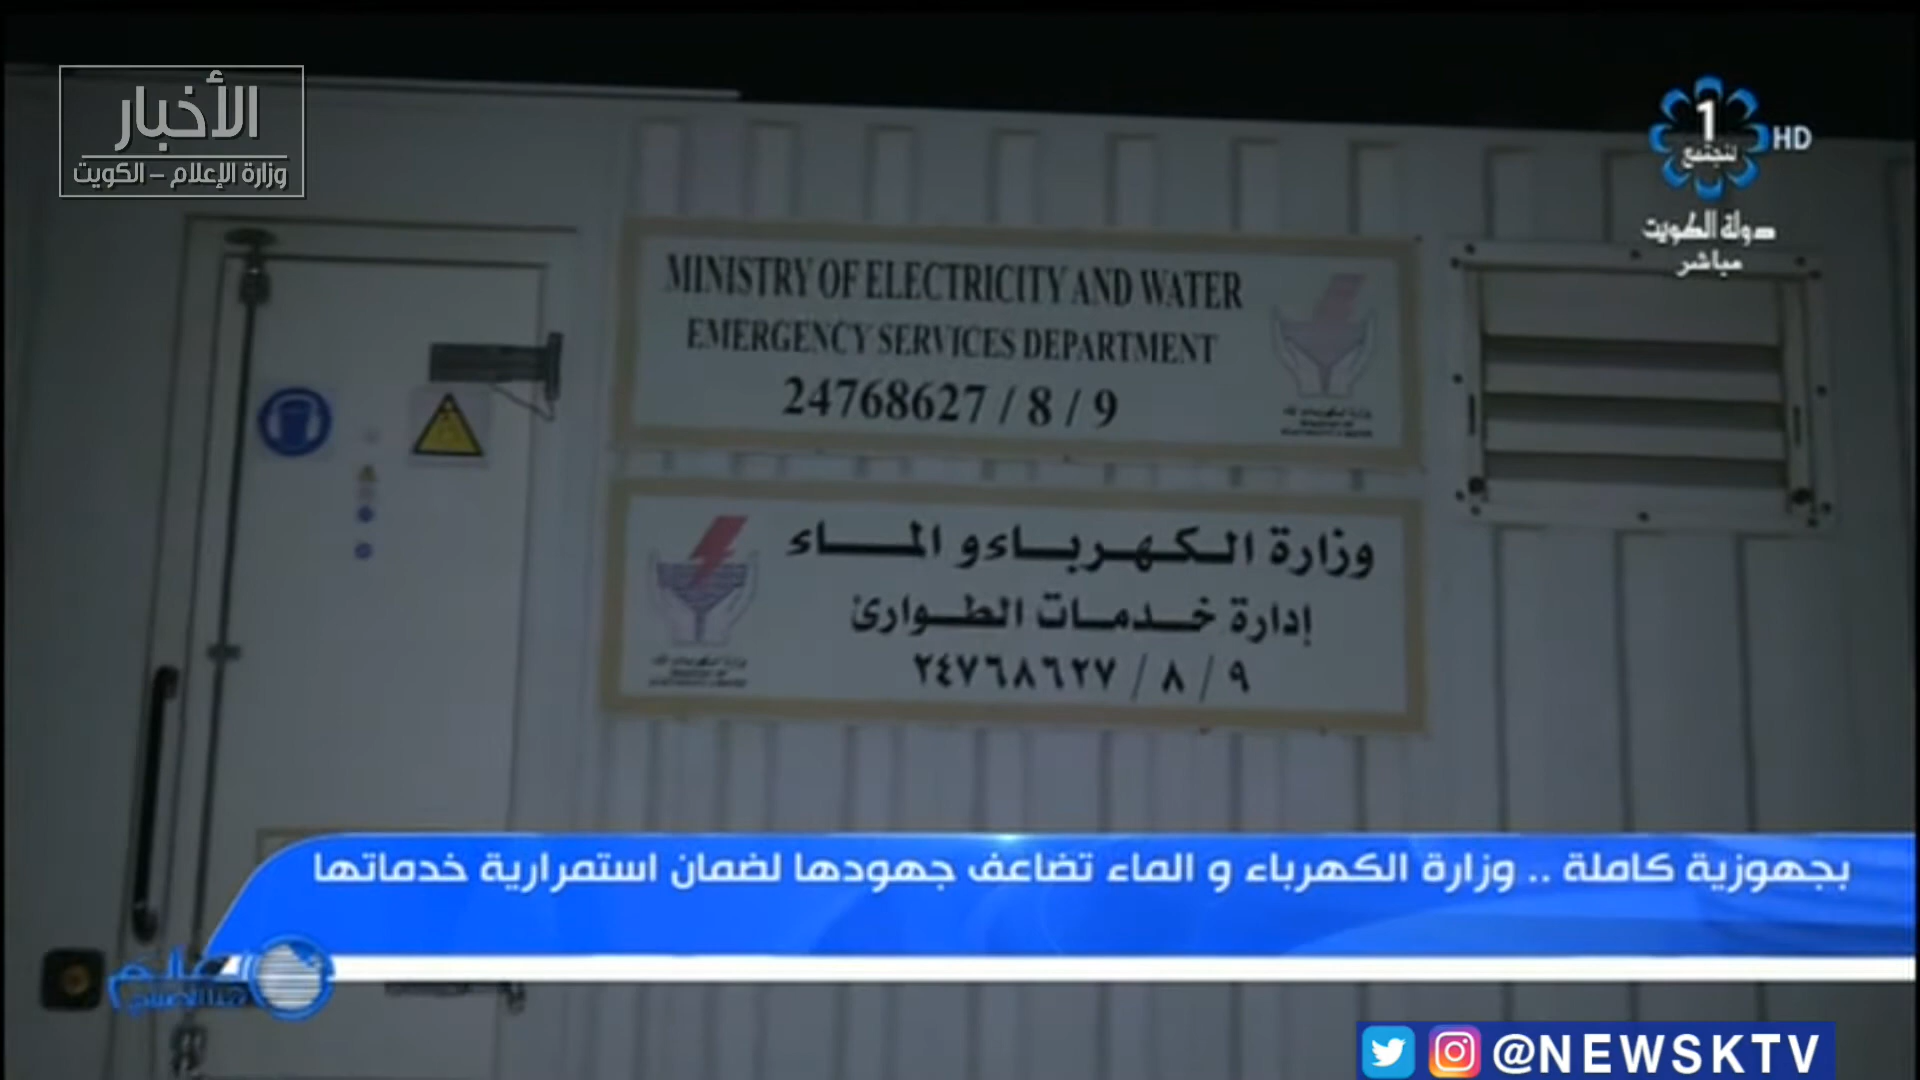 الأخبار
وزارة الإعلام - الكويت
1
HD
دولة الكويت
مباشر
MINISTRY OF ELECTRICITY AND WATER
EMERGENCY SERVICES DEPARTMENT
24768627 / 8 / 9
وزارة الكهرباء و الماء
إدارة خدمات الطوارئ
٢٤٧٦٨٦٢٧ / ٨ / ٩
بجهوزية كاملة .. وزارة الكهرباء و الماء تضاعف جهودها لضمان استمرارية خدماتها
@NEWSKTV